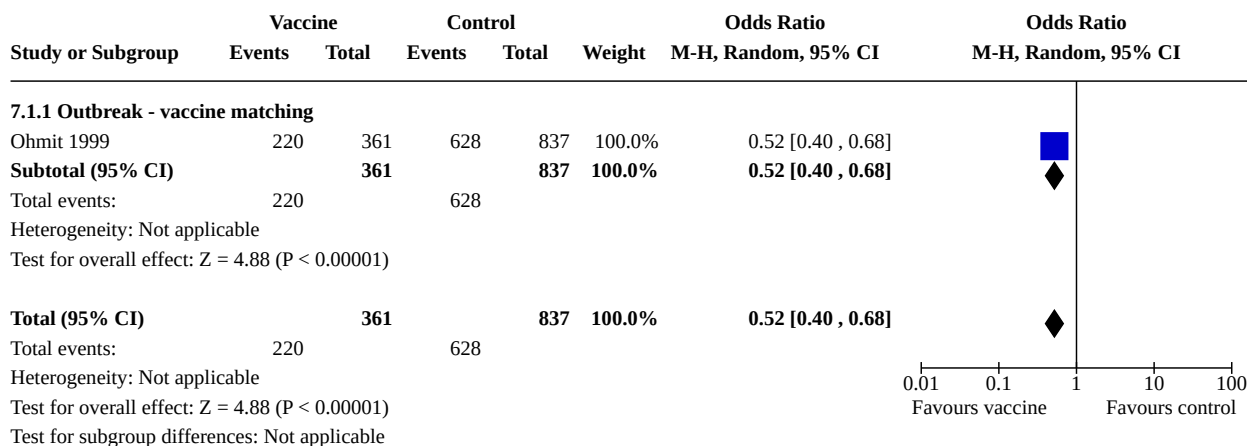 Vaccine Control Odds Ratio Odds Ratio
Study or Subgroup Events Total Events Total Weight M-H, Random, 95% CI M-H, Random, 95% CI
7.1.1 Outbreak - vaccine matching
Ohmit 1999 220 361 628 837 100.0% 0.52 [0.40 , 0.68]
Subtotal (95% CI) 361 837 100.0% 0.52 [0.40 , 0.68]
Total events: 220 628
Heterogeneity: Not applicable
Test for overall effect: Z = 4.88 (P < 0.00001)
Total (95% CI) 361 837 100.0% 0.52 [0.40 , 0.68]
Total events: 220 628
Heterogeneity: Not applicable
0.01 0.1 1 10 100
Test for overall effect: Z = 4.88 (P < 0.00001) Favours vaccine Favours control
Test for subgroup differences: Not applicable